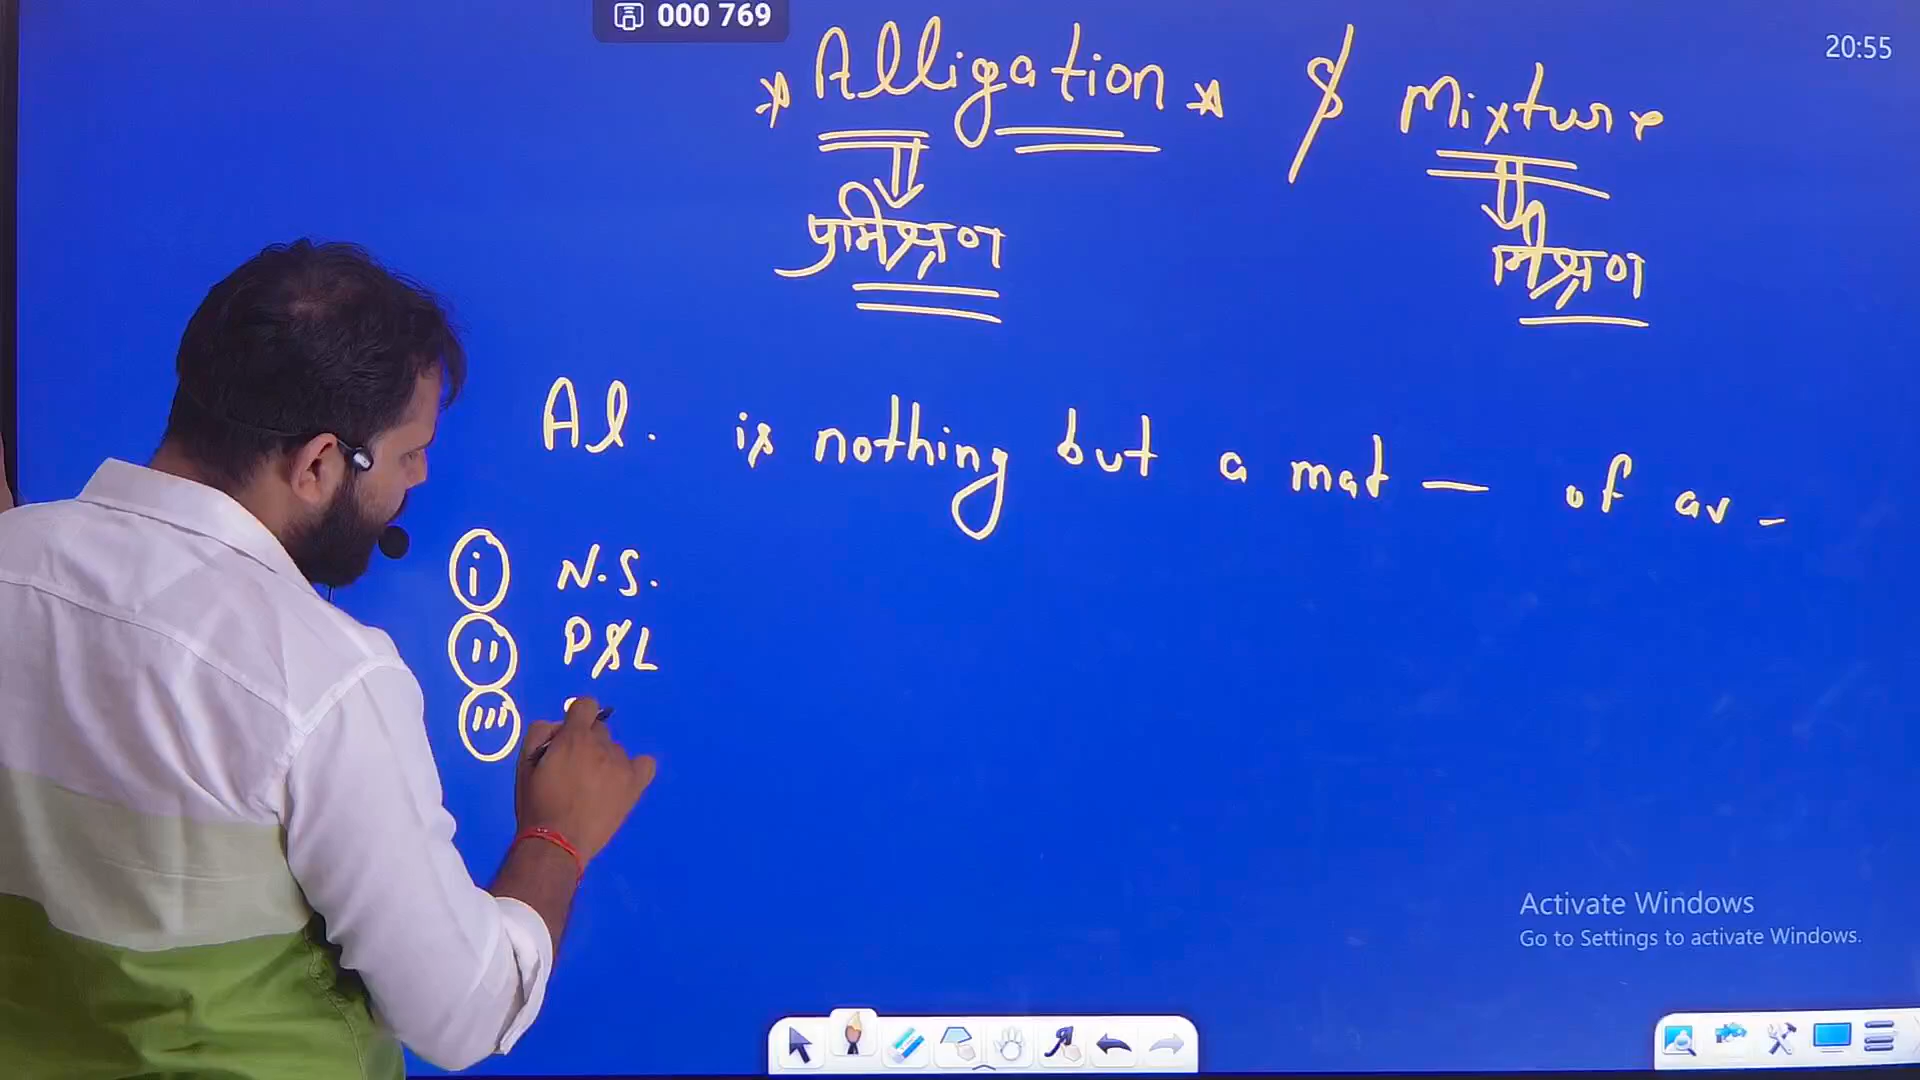 000 769
20:55
Alligation & Mixture
प्रमिश्रण मिश्रण
Al. is nothing but a mat — of av -
i N.S.
ii P&L
iii
Activate Windows
Go to Settings to activate Windows.